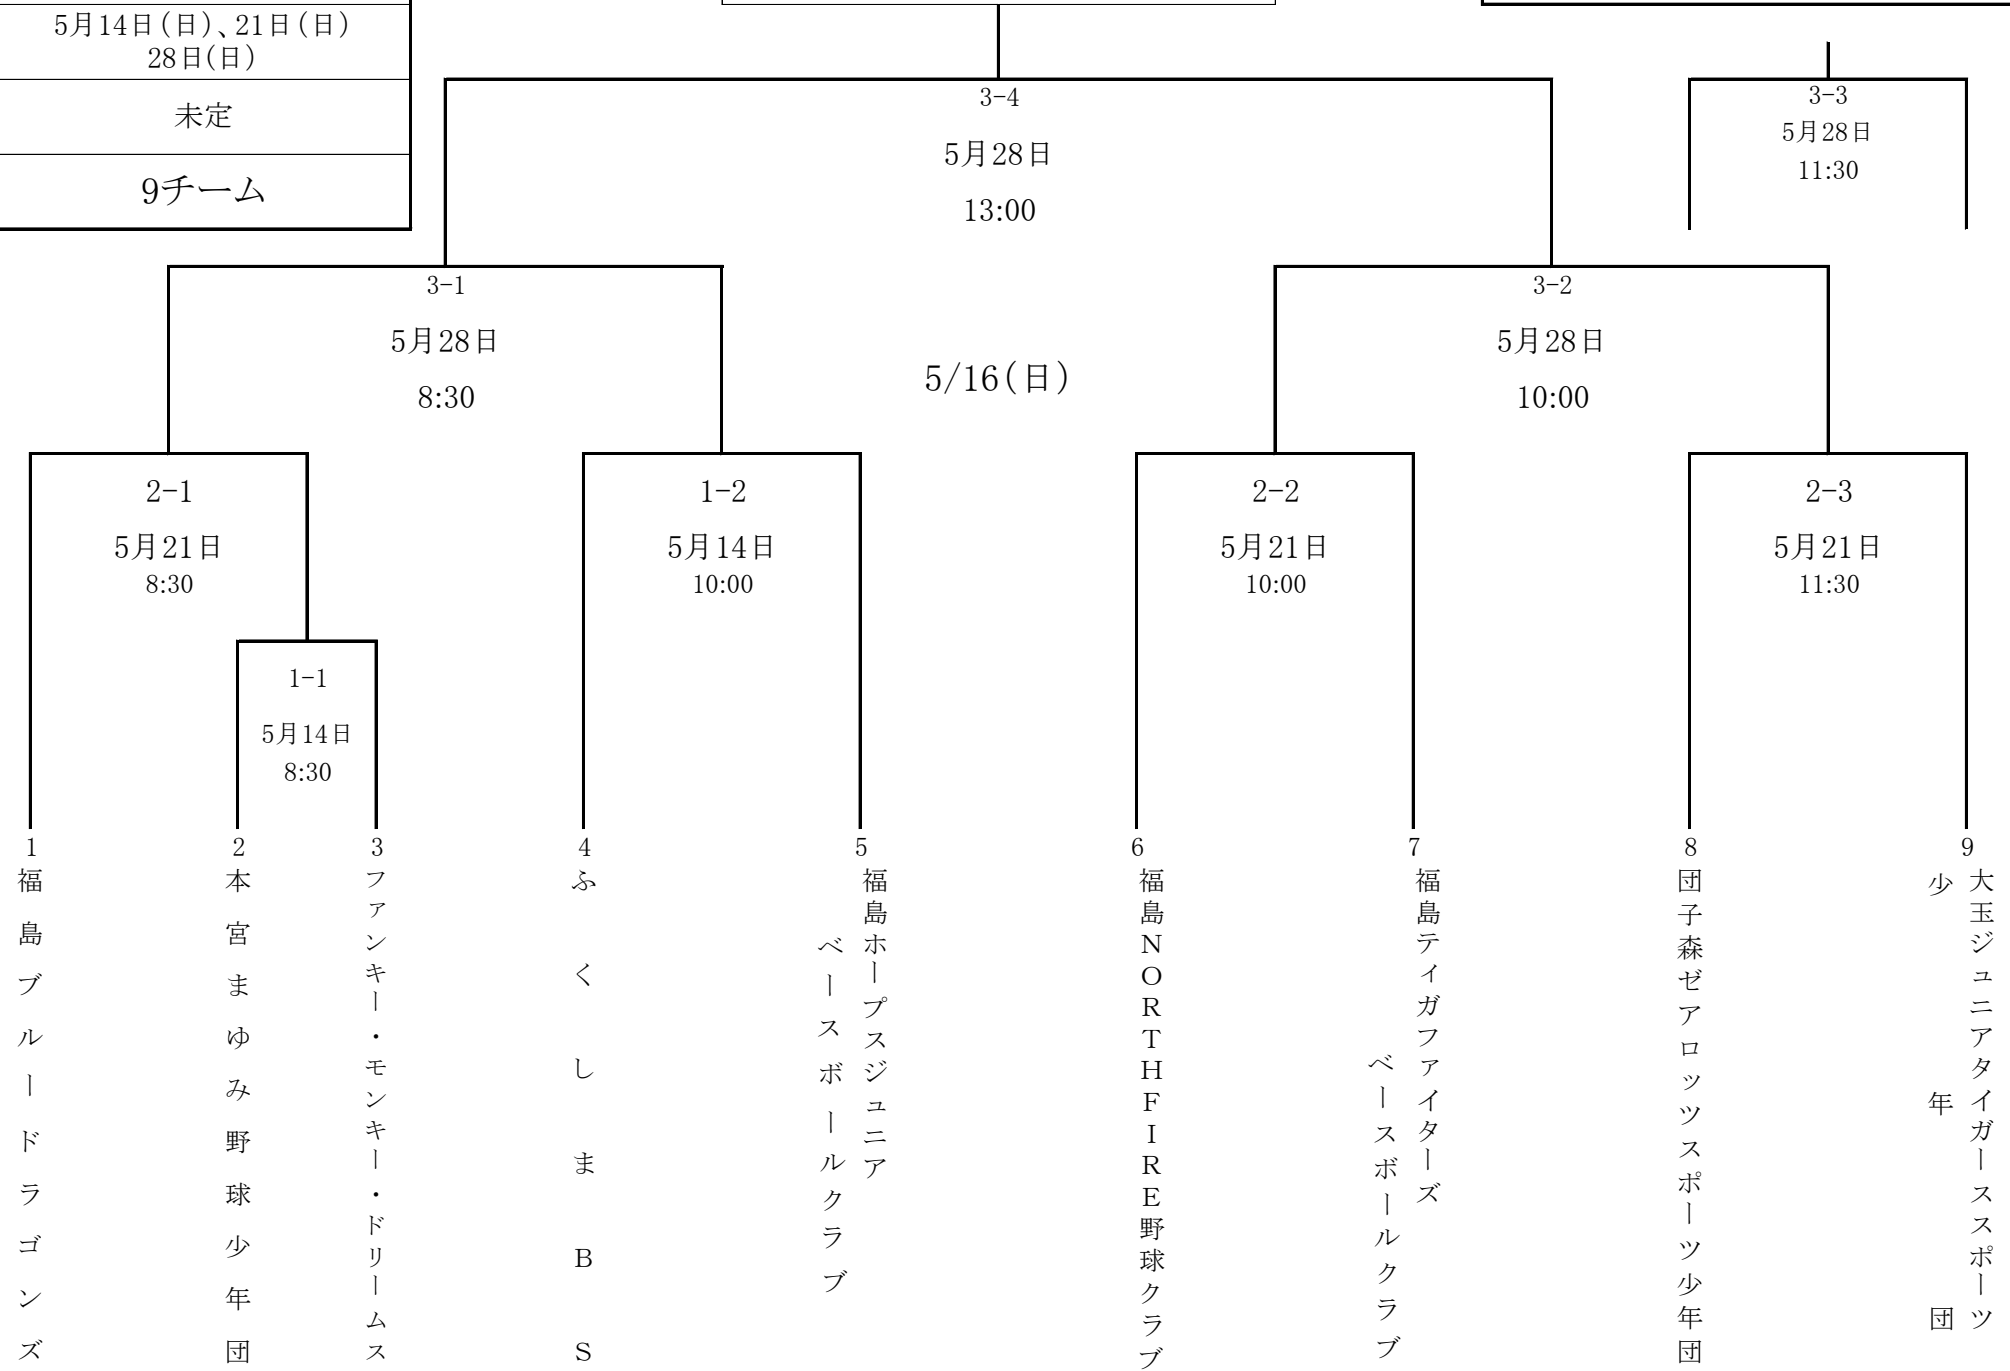 5月14日(日)、21日(日)
28日(日)
未定
9チーム
3-4
5月28日
13:00
3-3
5月28日
11:30
3-1
5月28日
8:30
5/16(日)
3-2
5月28日
10:00
2-1
5月21日
8:30
1-2
5月14日
10:00
2-2
5月21日
10:00
2-3
5月21日
11:30
1-1
5月14日
8:30
1
福島ブルードラゴンズ
2
本宮まゆみ野球少年団
3
ファンキー・モンキー・ドリームス
4
ふくしまBS
5
福島ホープスジュニア
ベースボールクラブ
6
福島NORTHFIRE野球クラブ
7
福島ティガファイターズ
ベースボールクラブ
8
団子森ゼアロッツスポーツ少年団
9
大玉ジュニアタイガーススポーツ
少年団